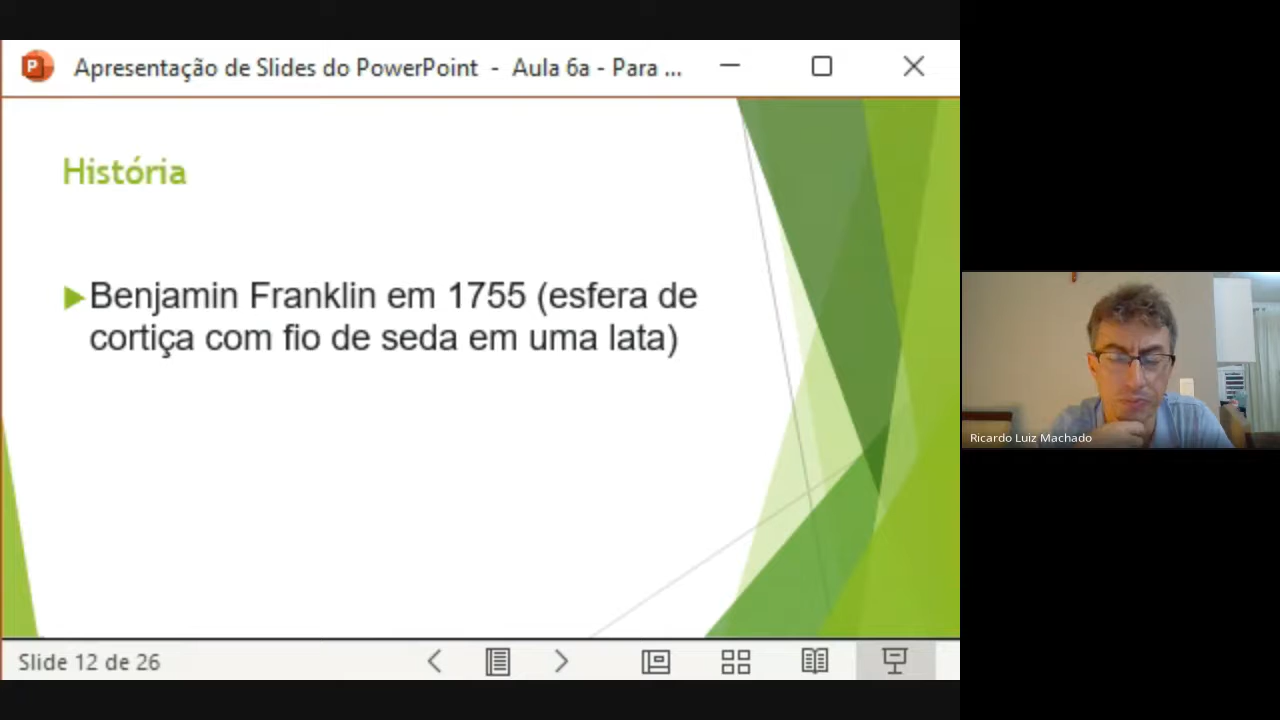 Apresentação de Slides do PowerPoint - Aula 6a - Para ...
História
Benjamin Franklin em 1755 (esfera de
cortiça com fio de seda em uma lata)
Ricardo Luiz Machado
Slide 12 de 26